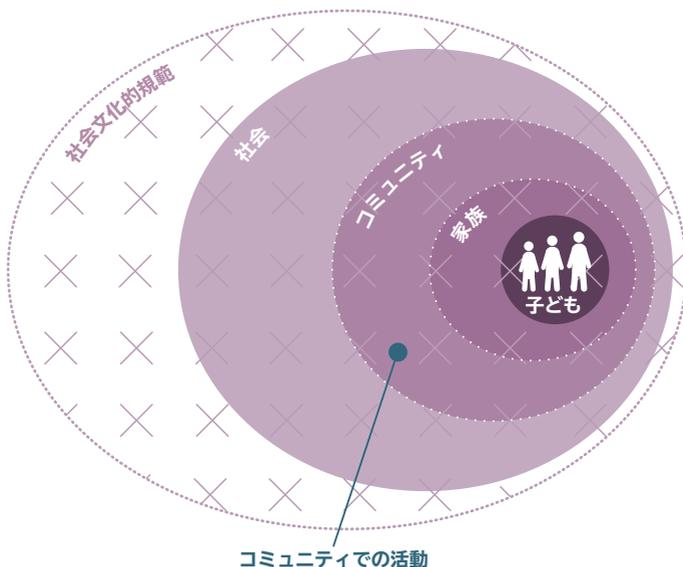 社会文化的規範
社会
コミュニティ
家族
子ども
コミュニティでの活動